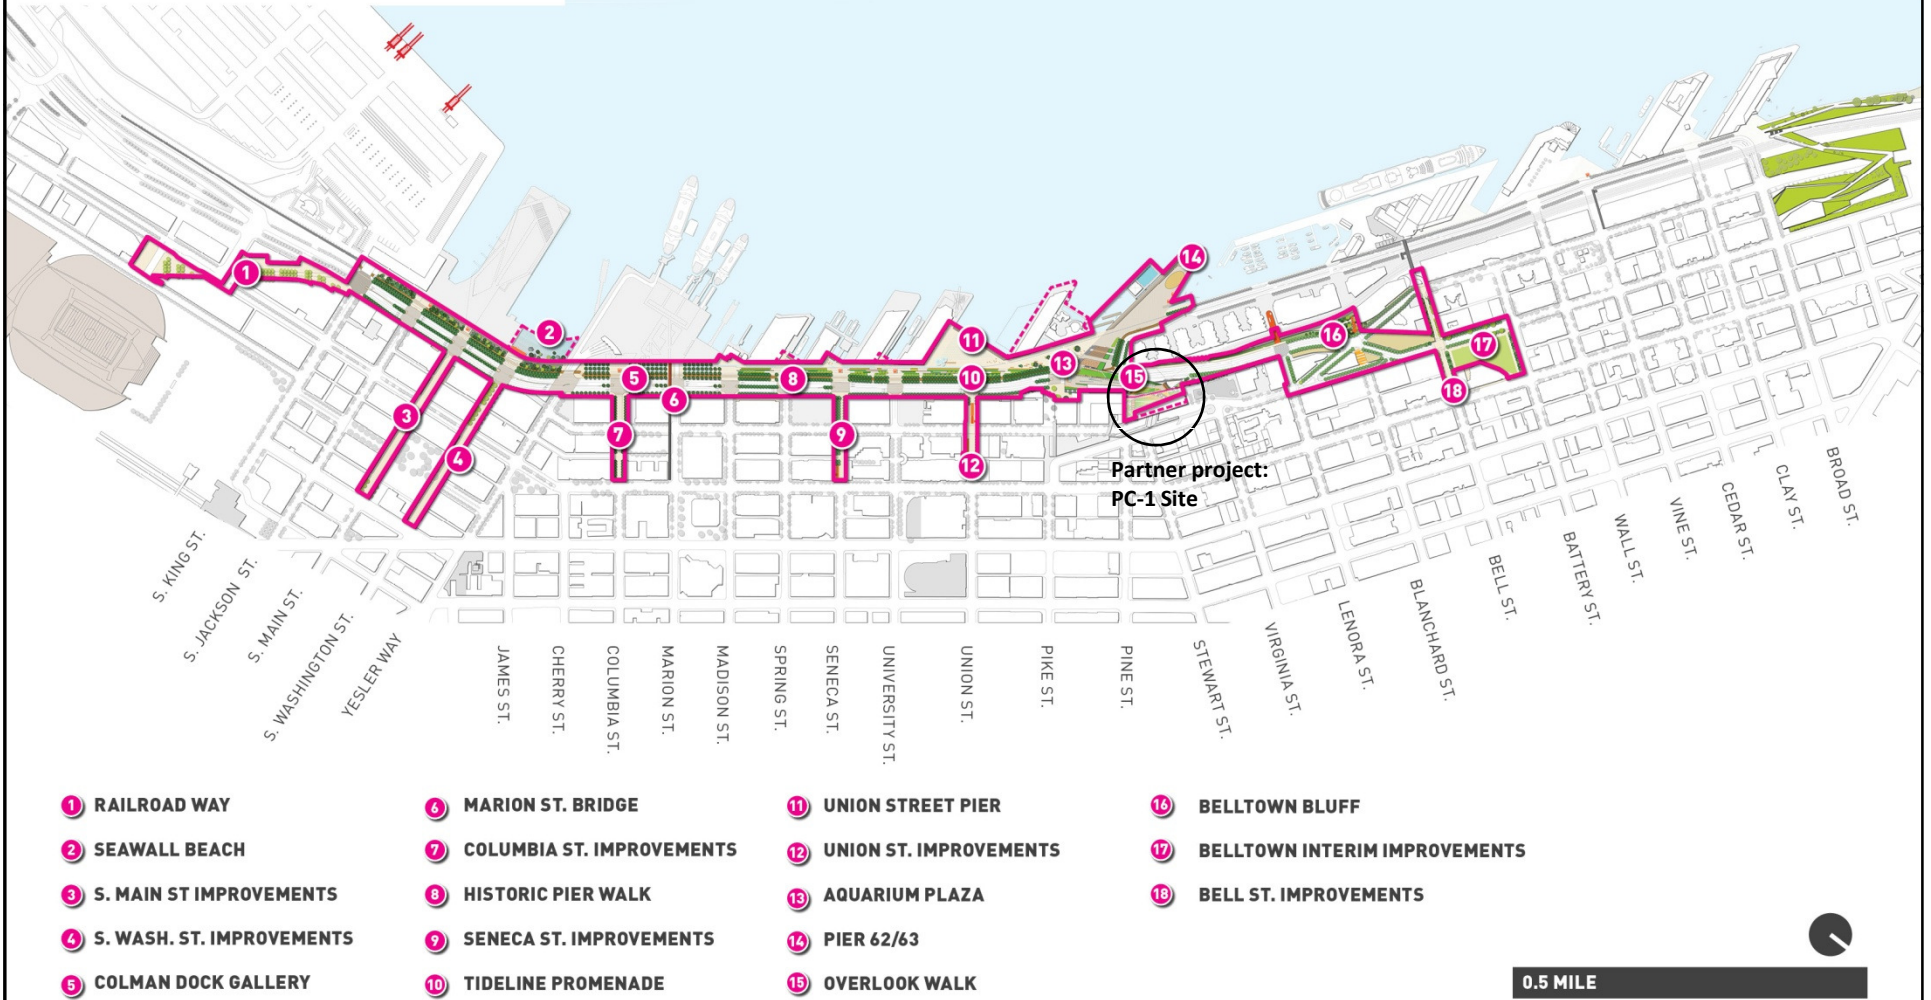 1
2
3
4
5
6
7
8
9
10
11
12
13
14
15
16
17
18
Partner project:
PC-1 Site
S. KING ST.
S. JACKSON ST.
S. MAIN ST.
S. WASHINGTON ST.
YESLER WAY
JAMES ST.
CHERRY ST.
COLUMBIA ST.
MARION ST.
MADISON ST.
SPRING ST.
SENECA ST.
UNIVERSITY ST.
UNION ST.
PIKE ST.
PINE ST.
STEWART ST.
VIRGINIA ST.
LENORA ST.
BLANCHARD ST.
BELL ST.
BATTERY ST.
WALL ST.
VINE ST.
CEDAR ST.
CLAY ST.
BROAD ST.
1 RAILROAD WAY
2 SEAWALL BEACH
3 S. MAIN ST IMPROVEMENTS
4 S. WASH. ST. IMPROVEMENTS
5 COLMAN DOCK GALLERY
6 MARION ST. BRIDGE
7 COLUMBIA ST. IMPROVEMENTS
8 HISTORIC PIER WALK
9 SENECA ST. IMPROVEMENTS
10 TIDELINE PROMENADE
11 UNION STREET PIER
12 UNION ST. IMPROVEMENTS
13 AQUARIUM PLAZA
14 PIER 62/63
15 OVERLOOK WALK
16 BELLTOWN BLUFF
17 BELLTOWN INTERIM IMPROVEMENTS
18 BELL ST. IMPROVEMENTS
0.5 MILE